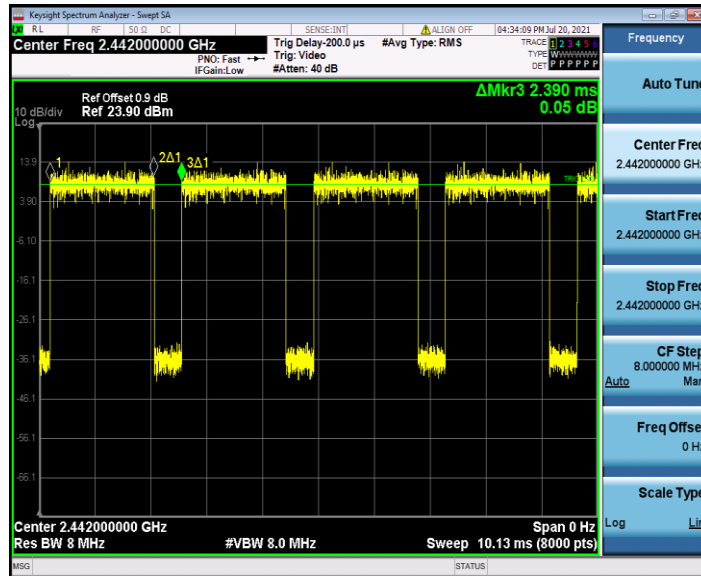 Keysight Spectrum Analyzer - Swept SA
RL RF 50 Ω DC SENSE:INT ALIGN OFF 04:34:09 PM Jul 20, 2021
Center Freq 2.442000000 GHz
PNO: Fast
IFGain:Low
Trig Delay-200.0 µs
Trig: Video
#Atten: 40 dB
#Avg Type: RMS
TRACE 1 2 3 4 5 6
TYPE W
DET P P P P P P
ΔMkr3 2.390 ms
0.05 dB
Ref Offset 0.9 dB
10 dB/div Ref 23.90 dBm
Log
1 2Δ1 3Δ1
13.9
3.90
-6.10
-16.1
-26.1
-36.1
-46.1
-56.1
-66.1
Center 2.442000000 GHz Span 0 Hz
Res BW 8 MHz #VBW 8.0 MHz Sweep 10.13 ms (8000 pts)
MSG STATUS
Frequency
Auto Tune
Center Freq
2.442000000 GHz
Start Freq
2.442000000 GHz
Stop Freq
2.442000000 GHz
CF Step
8.000000 MHz
Auto Man
Freq Offset
0 Hz
Scale Type
Log Lin